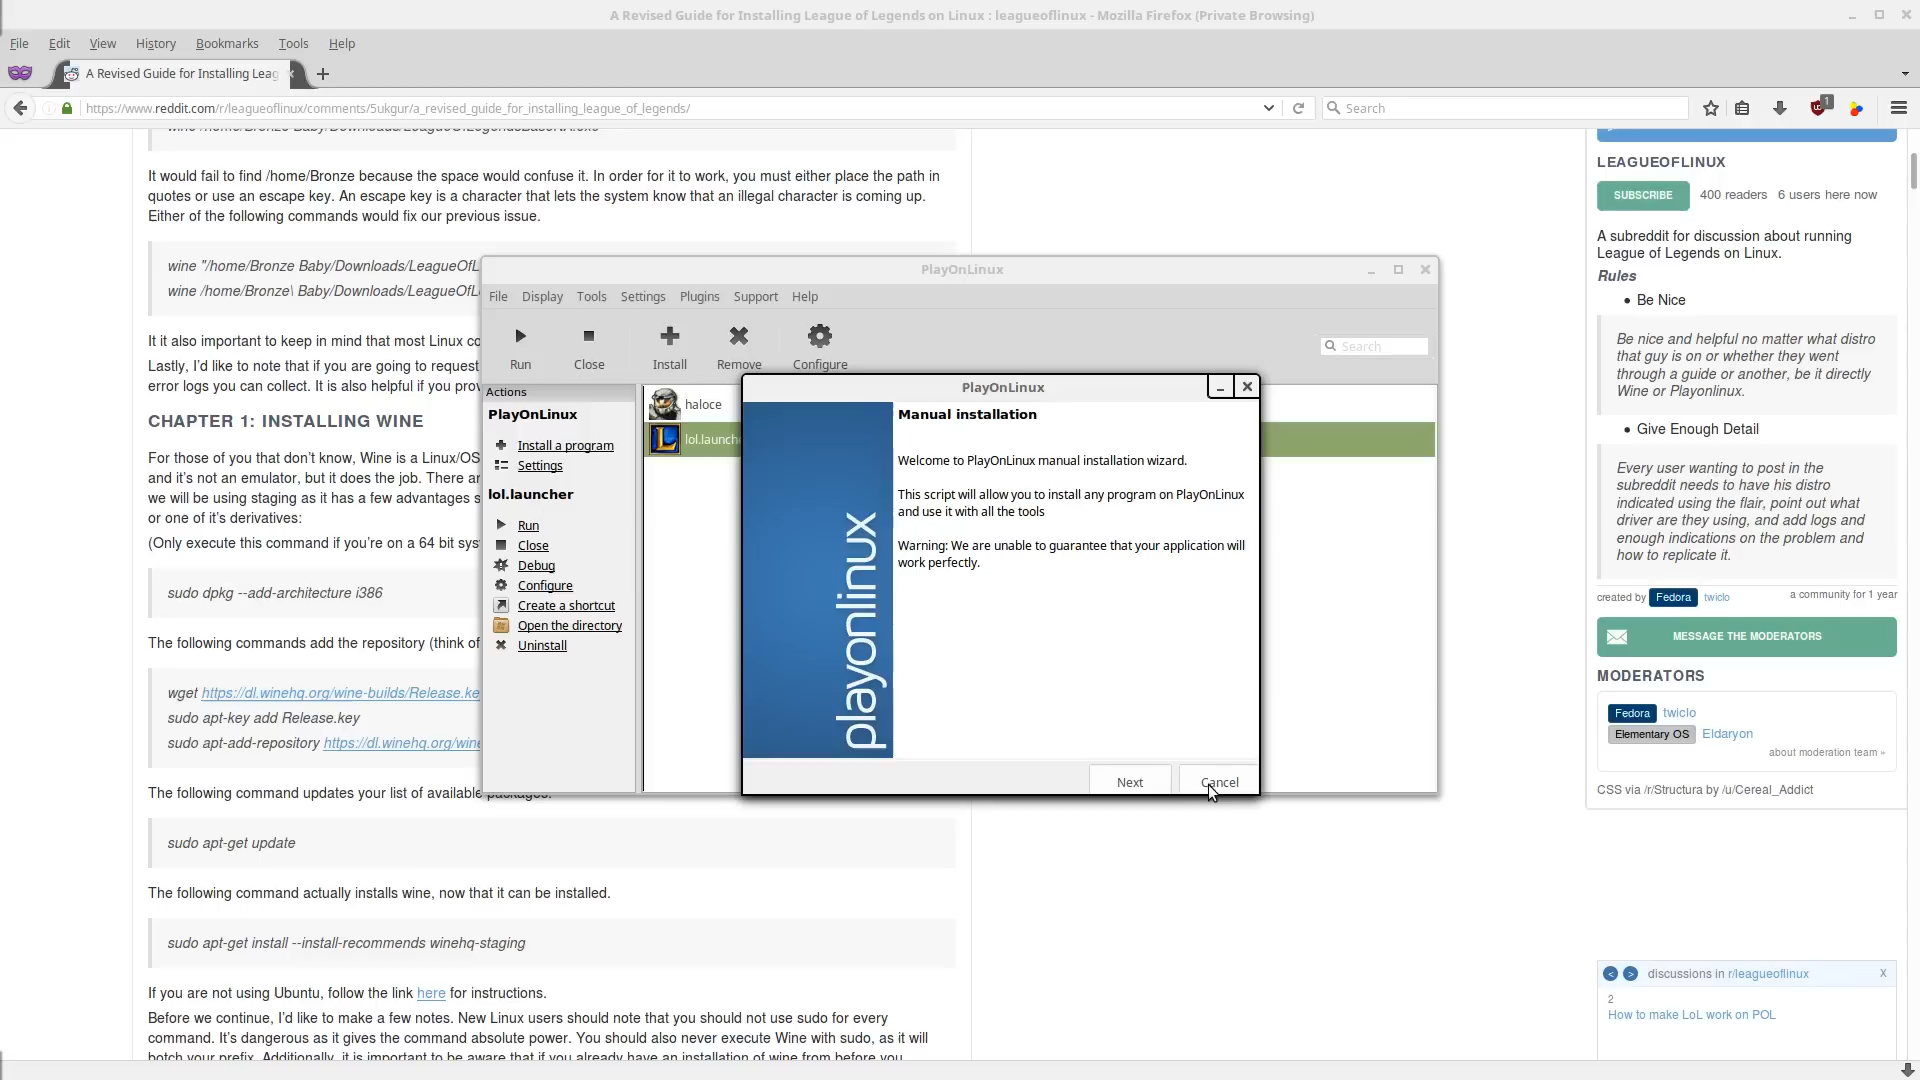 A Revised Guide for Installing League of Legends on Linux : leagueoflinux - Mozilla Firefox (Private Browsing)
File Edit View History Bookmarks Tools Help
A Revised Guide for Installing Leag
https://www.reddit.com/r/leagueoflinux/comments/5ukgur/a_revised_guide_for_installing_league_of_legends/
Search
1
It would fail to find /home/Bronze because the space would confuse it. In order for it to work, you must either place the path in
quotes or use an escape key. An escape key is a character that lets the system know that an illegal character is coming up.
Either of the following commands would fix our previous issue.
wine "/home/Bronze Baby/Downloads/LeagueOfL
wine /home/Bronze\ Baby/Downloads/LeagueOfL
It it also important to keep in mind that most Linux co
Lastly, I'd like to note that if you are going to request
error logs you can collect. It is also helpful if you prov
CHAPTER 1: INSTALLING WINE
For those of you that don't know, Wine is a Linux/OS
and it's not an emulator, but it does the job. There ar
we will be using staging as it has a few advantages s
or one of it's derivatives:
(Only execute this command if you're on a 64 bit sys
sudo dpkg --add-architecture i386
The following commands add the repository (think of
wget https://dl.winehq.org/wine-builds/Release.ke
sudo apt-key add Release.key
sudo apt-add-repository https://dl.winehq.org/wine
The following command updates your list of available packages.
sudo apt-get update
The following command actually installs wine, now that it can be installed.
sudo apt-get install --install-recommends winehq-staging
If you are not using Ubuntu, follow the link here for instructions.
Before we continue, I'd like to make a few notes. New Linux users should note that you should not use sudo for every
command. It's dangerous as it gives the command absolute power. You should also never execute Wine with sudo, as it will
botch your prefix. Additionally, it is important to be aware that if you already have an installation of wine from before you
PlayOnLinux
File Display Tools Settings Plugins Support Help
Run Close Install Remove Configure
Search
Actions
PlayOnLinux
Install a program
Settings
lol.launcher
Run
Close
Debug
Configure
Create a shortcut
Open the directory
Uninstall
haloce
lol.launche
PlayOnLinux
playonlinux
Manual installation
Welcome to PlayOnLinux manual installation wizard.
This script will allow you to install any program on PlayOnLinux
and use it with all the tools
Warning: We are unable to guarantee that your application will
work perfectly.
Next Cancel
LEAGUEOFLINUX
SUBSCRIBE 400 readers 6 users here now
A subreddit for discussion about running
League of Legends on Linux.
Rules
• Be Nice
Be nice and helpful no matter what distro
that guy is on or whether they went
through a guide or another, be it directly
Wine or Playonlinux.
• Give Enough Detail
Every user wanting to post in the
subreddit needs to have his distro
indicated using the flair, point out what
driver are they using, and add logs and
enough indications on the problem and
how to replicate it.
created by Fedora twiclo a community for 1 year
MESSAGE THE MODERATORS
MODERATORS
Fedora twiclo
Elementary OS Eldaryon
about moderation team »
CSS via /r/Structura by /u/Cereal_Addict
< > discussions in r/leagueoflinux X
2
How to make LoL work on POL